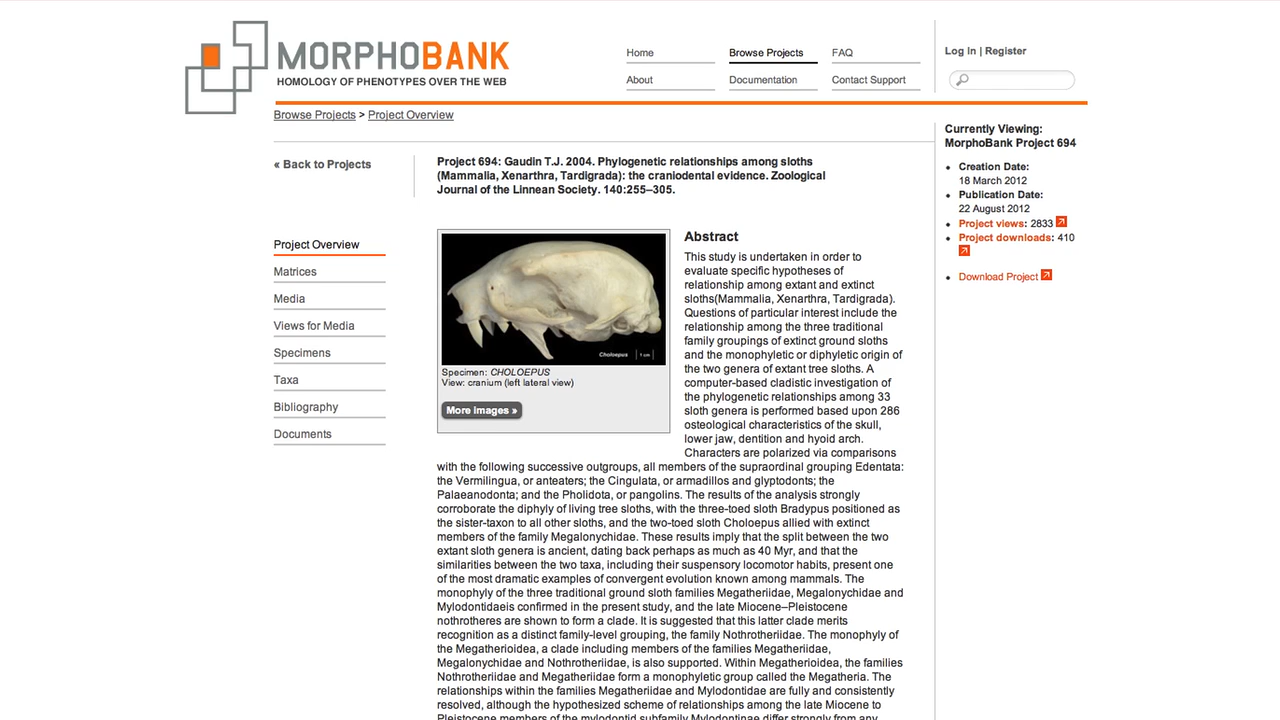 MORPHOBANK
HOMOLOGY OF PHENOTYPES OVER THE WEB
Home
Browse Projects
FAQ
About
Documentation
Contact Support
Log In | Register
Browse Projects > Project Overview
« Back to Projects
Project Overview
Matrices
Media
Views for Media
Specimens
Taxa
Bibliography
Documents
Project 694: Gaudin T.J. 2004. Phylogenetic relationships among sloths
(Mammalia, Xenarthra, Tardigrada): the craniodental evidence. Zoological
Journal of the Linnean Society. 140:255–305.
Choloepus 1 cm
Specimen: CHOLOEPUS
View: cranium (left lateral view)
More images »
Abstract
This study is undertaken in order to
evaluate specific hypotheses of
relationship among extant and extinct
sloths(Mammalia, Xenarthra, Tardigrada).
Questions of particular interest include the
relationship among the three traditional
family groupings of extinct ground sloths
and the monophyletic or diphyletic origin of
the two genera of extant tree sloths. A
computer-based cladistic investigation of
the phylogenetic relationships among 33
sloth genera is performed based upon 286
osteological characteristics of the skull,
lower jaw, dentition and hyoid arch.
Characters are polarized via comparisons
with the following successive outgroups, all members of the supraordinal grouping Edentata:
the Vermilingua, or anteaters; the Cingulata, or armadillos and glyptodonts; the
Palaeanodonta; and the Pholidota, or pangolins. The results of the analysis strongly
corroborate the diphyly of living tree sloths, with the three-toed sloth Bradypus positioned as
the sister-taxon to all other sloths, and the two-toed sloth Choloepus allied with extinct
members of the family Megalonychidae. These results imply that the split between the two
extant sloth genera is ancient, dating back perhaps as much as 40 Myr, and that the
similarities between the two taxa, including their suspensory locomotor habits, present one
of the most dramatic examples of convergent evolution known among mammals. The
monophyly of the three traditional ground sloth families Megatheriidae, Megalonychidae and
Mylodontidaeis confirmed in the present study, and the late Miocene–Pleistocene
nothrotheres are shown to form a clade. It is suggested that this latter clade merits
recognition as a distinct family-level grouping, the family Nothrotheriidae. The monophyly of
the Megatherioidea, a clade including members of the families Megatheriidae,
Megalonychidae and Nothrotheriidae, is also supported. Within Megatherioidea, the families
Nothrotheriidae and Megatheriidae form a monophyletic group called the Megatheria. The
relationships within the families Megatheriidae and Mylodontidae are fully and consistently
resolved, although the hypothesized scheme of relationships among the late Miocene to
Pleistocene members of the mylodontid subfamily Mylodontinae differ strongly from any
Currently Viewing:
MorphoBank Project 694
Creation Date:
18 March 2012
Publication Date:
22 August 2012
Project views: 2833
Project downloads: 410
Download Project